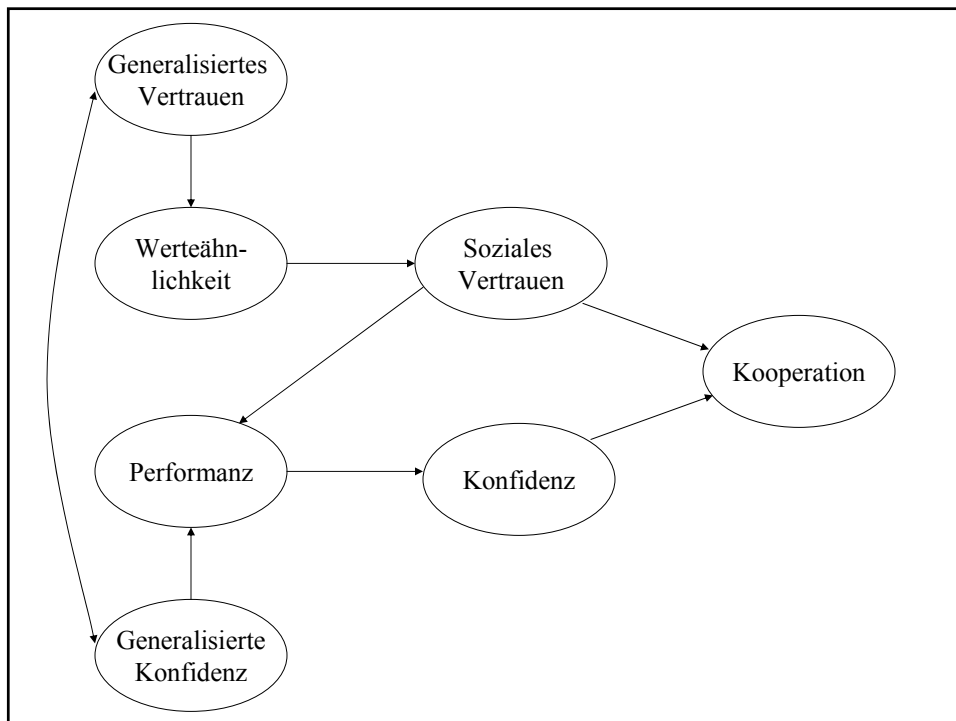 Generalisiertes
Vertrauen
Werteähn-
lichkeit
Soziales
Vertrauen
Kooperation
Performanz
Konfidenz
Generalisierte
Konfidenz